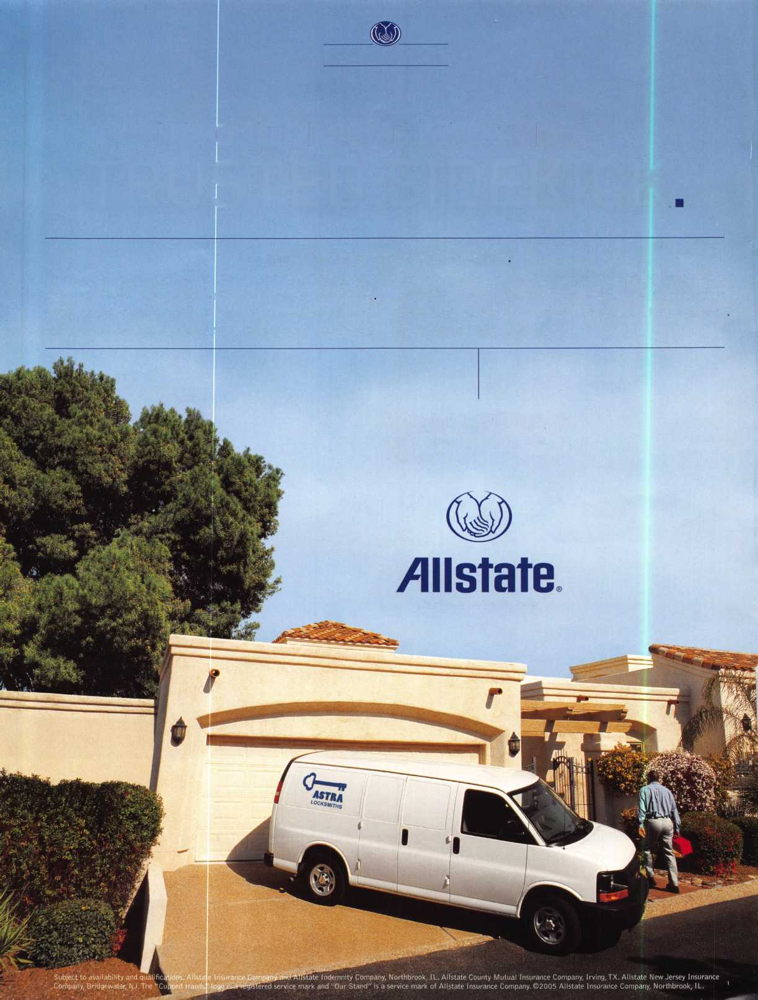 TRUSTED SIDEKICK.
Allstate®
ASTRA
LOCKSMITHS
Subject to availability and qualifications. Allstate Insurance Company and Allstate Indemnity Company, Northbrook, IL. Allstate County Mutual Insurance Company, Irving, TX. Allstate New Jersey Insurance
Company, Bridgewater, NJ. The "Cupped Hands" logo is a registered service mark and "Our Stand" is a service mark of Allstate Insurance Company. ©2005 Allstate Insurance Company, Northbrook, IL.